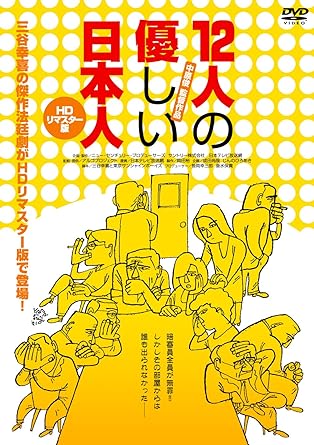 DVD
VIDEO
12人の
優しい
日本人
中原俊 監督作品
HD
リマスター
版
三谷幸喜の傑作法廷劇がHDリマスター版で登場!
陪審員全員が無罪!!
しかしその部屋からは
誰も出られなかった──